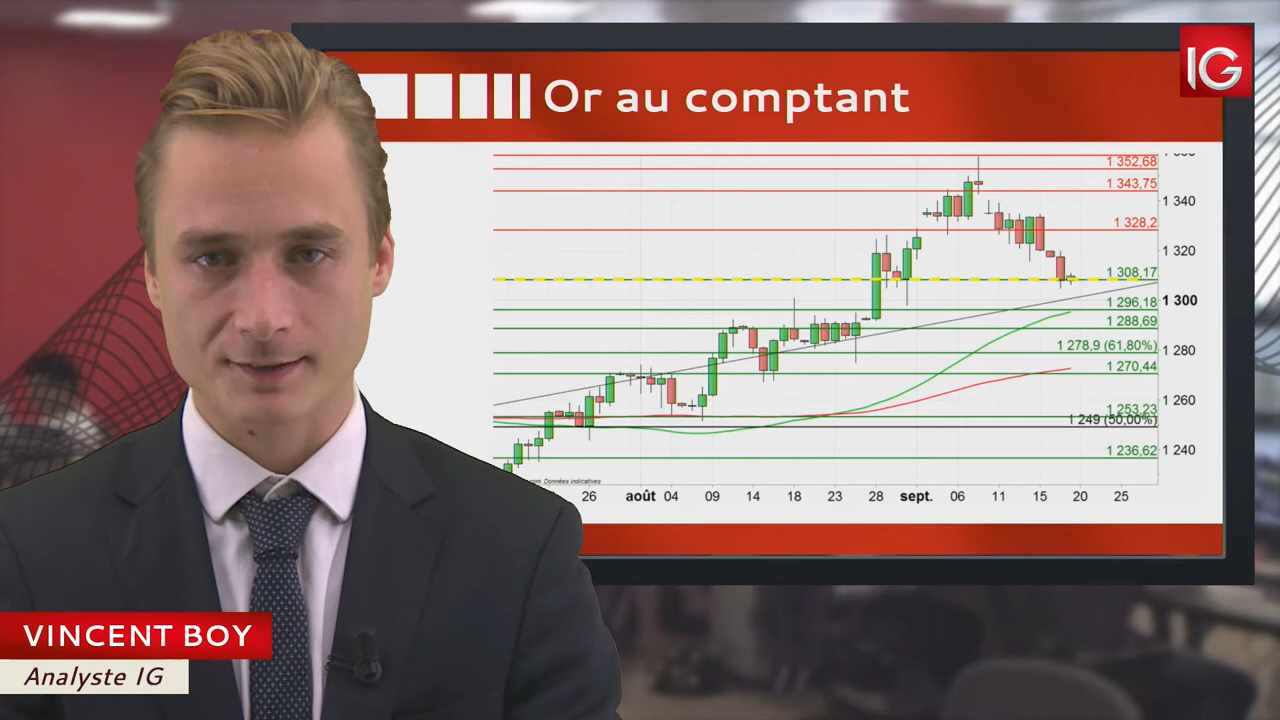 IG
Or au comptant
1 352,68
1 343,75
1 340
1 328,2
1 320
1 308,17
1 300
1 296,18
1 288,69
1 280
1 278,9 (61,80%)
1 270,44
1 260
1 253,23
1 249 (50,00%)
1 240
1 236,62
com Données indicatives
26 août 04 09 14 18 23 28 sept. 06 11 15 20 25
VINCENT BOY
Analyste IG